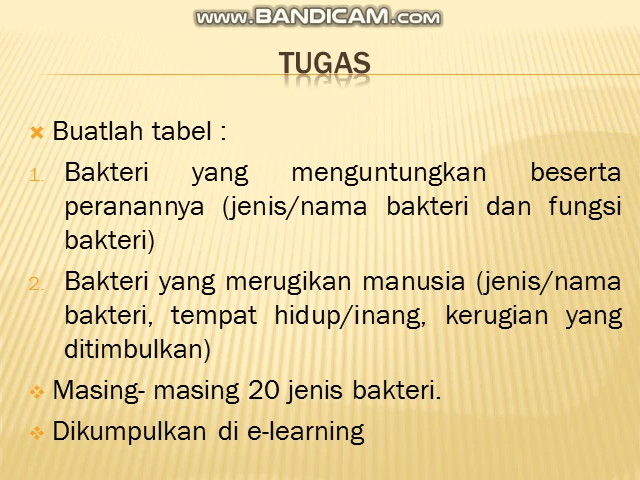 www.BANDICAM.com
TUGAS
Buatlah tabel :
1. Bakteri yang menguntungkan beserta
peranannya (jenis/nama bakteri dan fungsi
bakteri)
2. Bakteri yang merugikan manusia (jenis/nama
bakteri, tempat hidup/inang, kerugian yang
ditimbulkan)
Masing- masing 20 jenis bakteri.
Dikumpulkan di e-learning